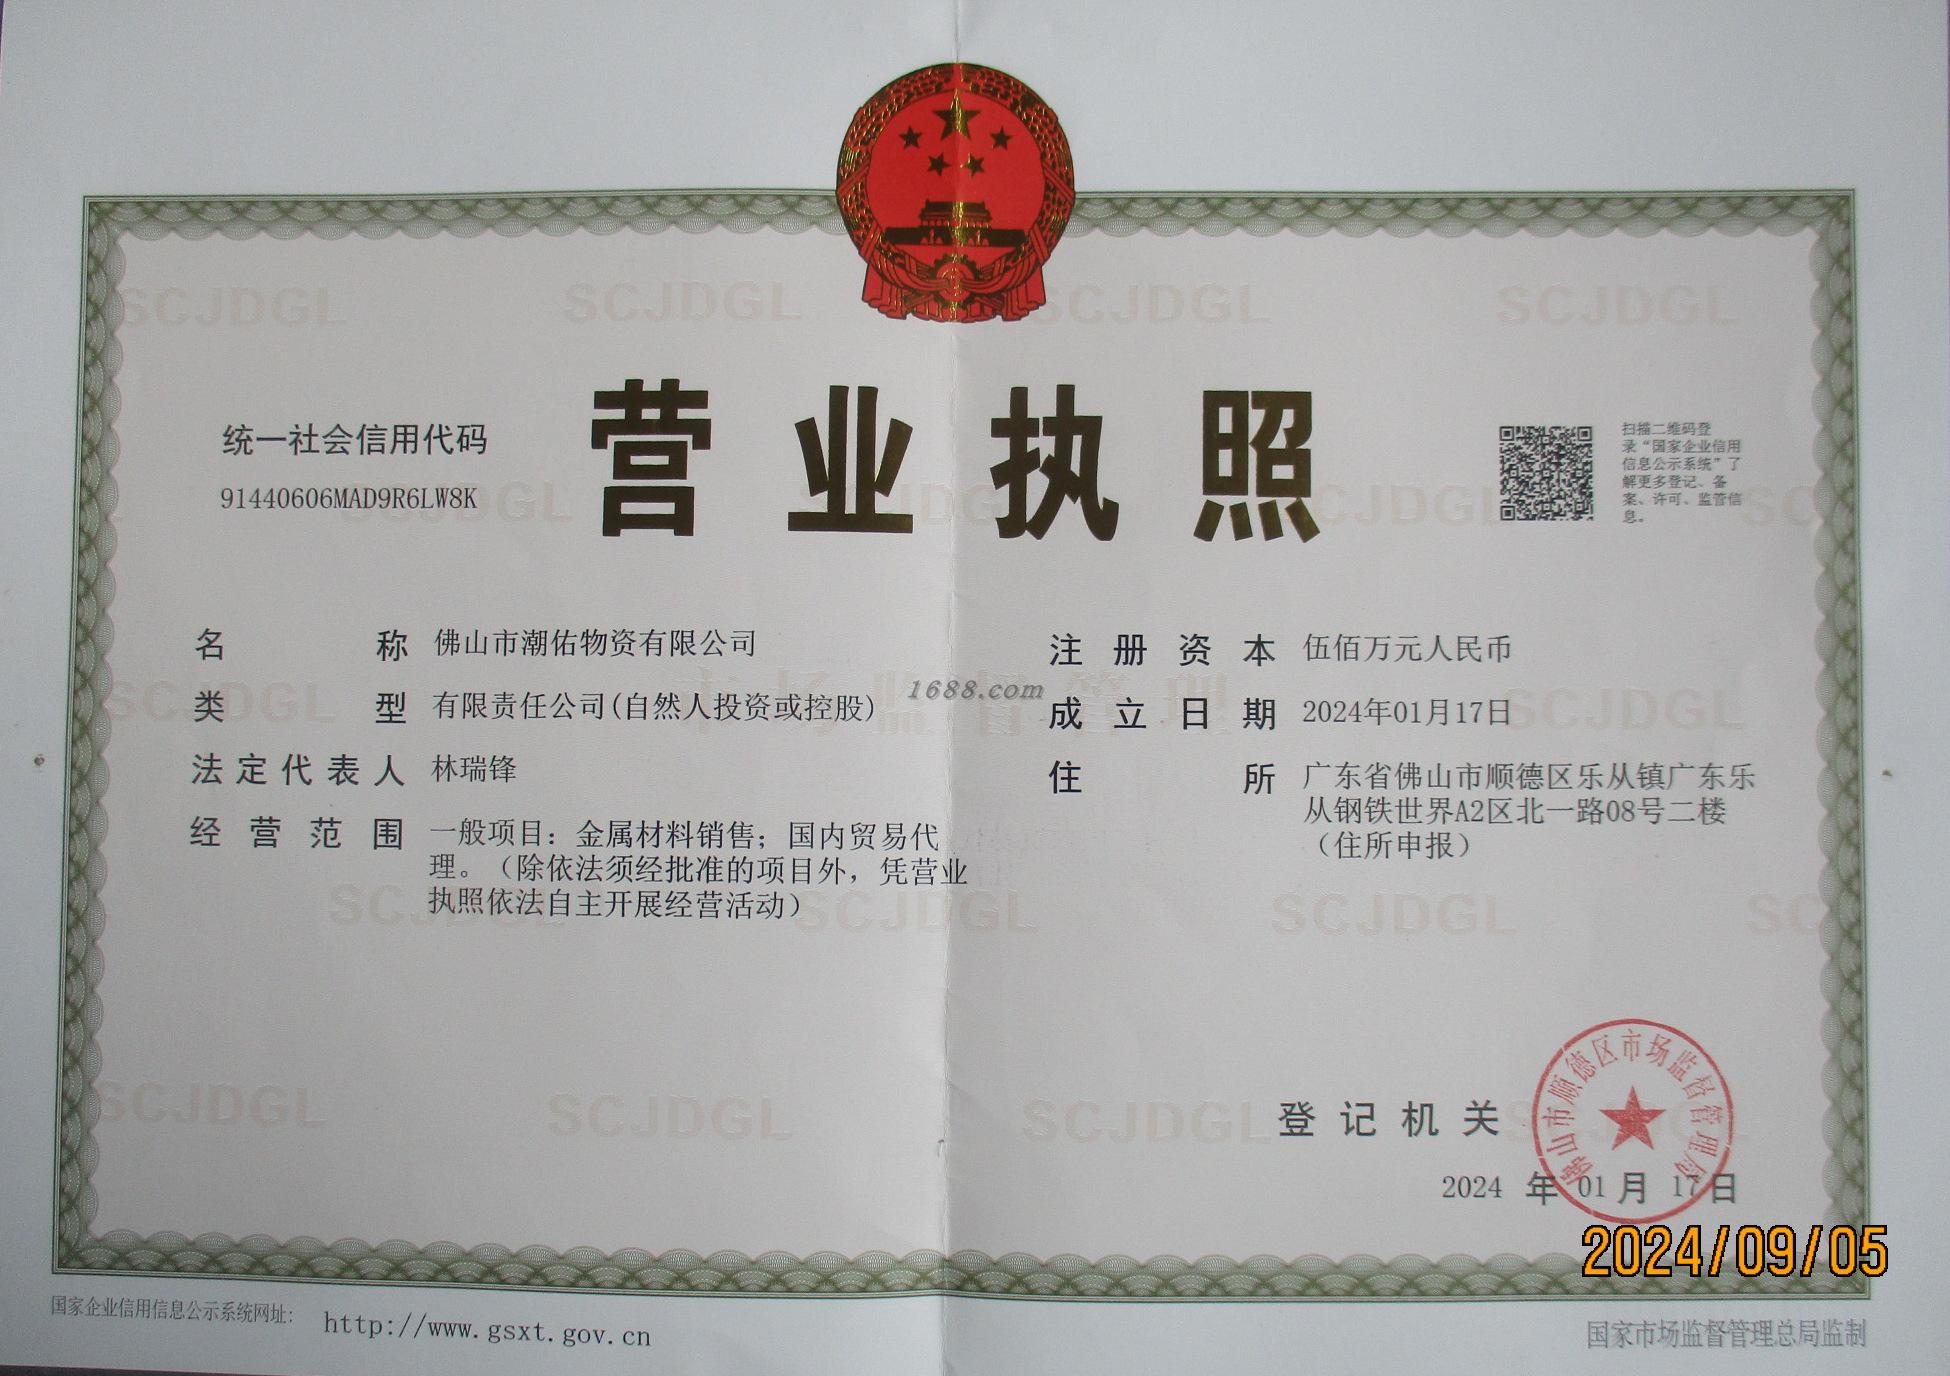 营业执照
统一社会信用代码
91440606MAD9R6LW8K
扫描二维码登
录“国家企业信用
信息公示系统”了
解更多登记、备
案、许可、监管信
息。
名称 佛山市潮佑物资有限公司
类型 有限责任公司(自然人投资或控股)
法定代表人 林瑞锋
经营范围 一般项目：金属材料销售；国内贸易代
理。（除依法须经批准的项目外，凭营业
执照依法自主开展经营活动）
1688.com
注册资本 伍佰万元人民币
成立日期 2024年01月17日
住所 广东省佛山市顺德区乐从镇广东乐
从钢铁世界A2区北一路08号二楼
（住所申报）
登记机关
佛山市顺德区市场监督管理局
2024 年 01 月 17 日
2024/09/05
国家企业信用信息公示系统网址： http://www.gsxt.gov.cn
国家市场监督管理总局监制
SCJDGL SCJDGL SCJDGL SCJDGL
市场监督管理